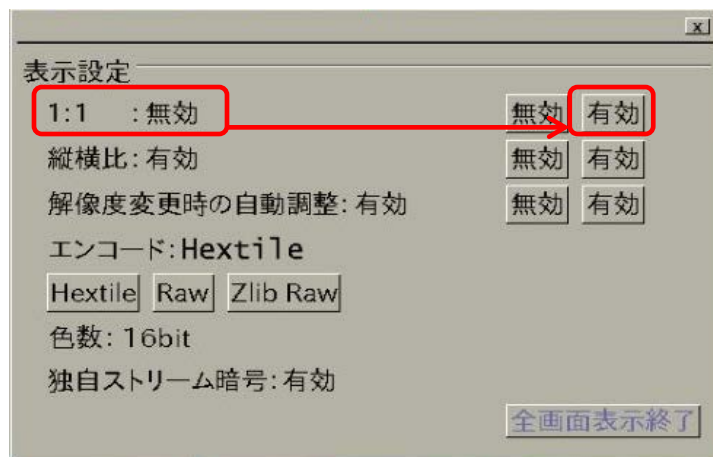 x
表示設定
1:1 :無効 無効 有効
縦横比:有効 無効 有効
解像度変更時の自動調整:有効 無効 有効
エンコード:Hextile
Hextile Raw Zlib Raw
色数:16bit
独自ストリーム暗号:有効
全画面表示終了